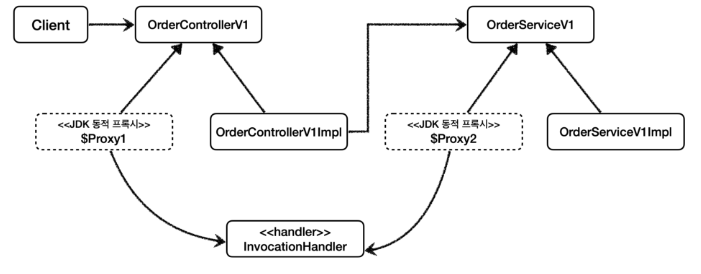 Client
OrderControllerV1
OrderServiceV1
<<JDK 동적 프록시>>
$Proxy1
OrderControllerV1Impl
<<JDK 동적 프록시>>
$Proxy2
OrderServiceV1Impl
<<handler>>
InvocationHandler